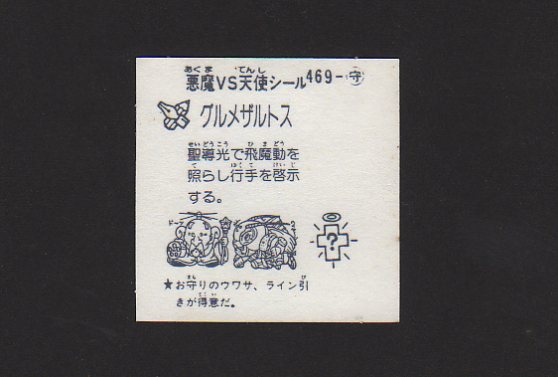 悪魔VS天使シール469-守
グルメザルトス
聖導光で飛魔動を
照らし行手を啓示
する。
?
★お守りのウワサ、ライン引
きが得意だ。